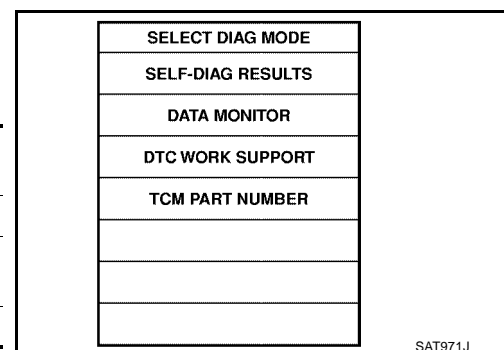 SELECT DIAG MODE
SELF-DIAG RESULTS
DATA MONITOR
DTC WORK SUPPORT
TCM PART NUMBER
SAT971J